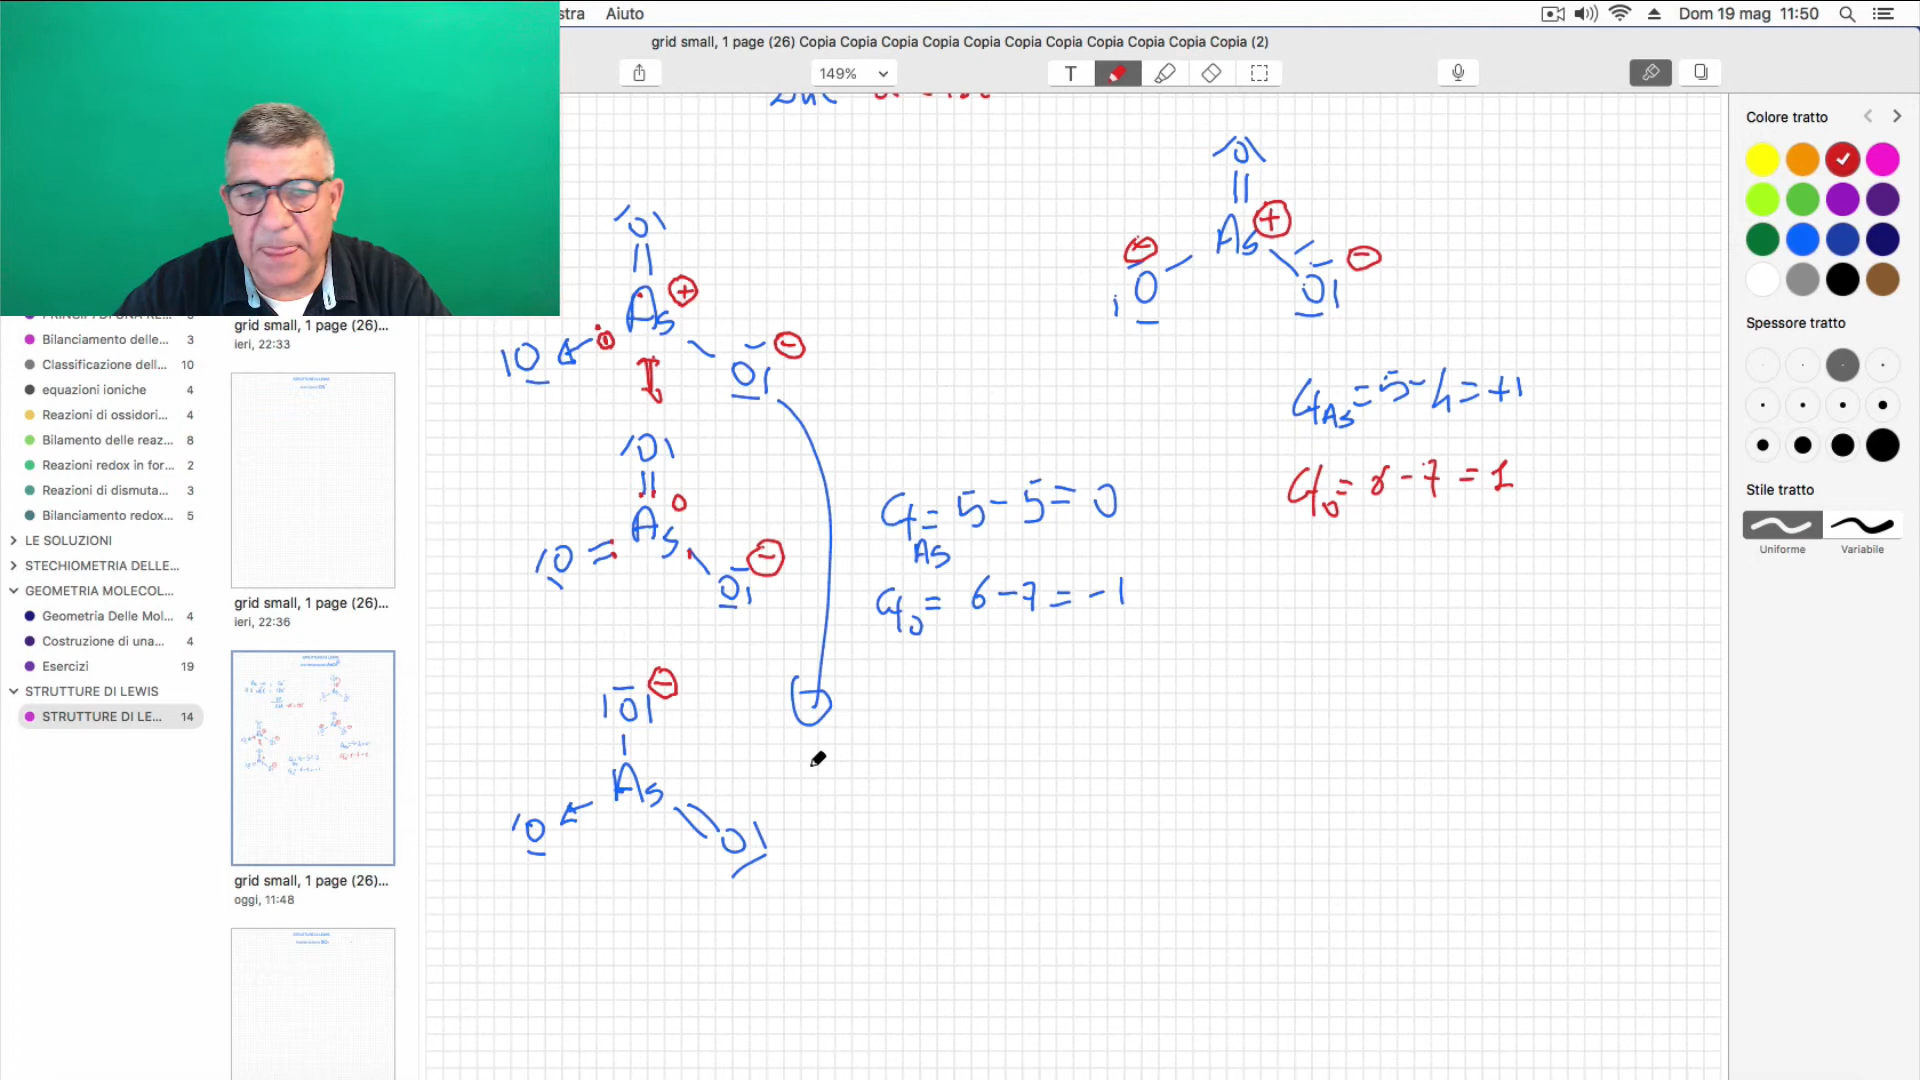 stra Aiuto
Dom 19 mag 11:50
grid small, 1 page (26) Copia Copia Copia Copia Copia Copia Copia Copia Copia Copia Copia (2)
149%
T
Bilanciamento delle... 3
Classificazione dell... 10
equazioni ioniche 4
Reazioni di ossidori... 4
Bilamento delle reaz... 8
Reazioni redox in for... 2
Reazioni di dismuta... 3
Bilanciamento redox... 5
LE SOLUZIONI
STECHIOMETRIA DELLE...
GEOMETRIA MOLECOL...
Geometria Delle Mol... 4
Costruzione di una... 4
Esercizi 19
STRUTTURE DI LEWIS
STRUTTURE DI LE... 14
grid small, 1 page (26)...
ieri, 22:33
grid small, 1 page (26)...
ieri, 22:36
grid small, 1 page (26)...
oggi, 11:48
O
As +
O O −
O
As
O O −
O −
As
O O
O
As +
− O O −
Cf As = 5 - 5 = 0
Cf O = 6 - 7 = -1
Cf As = 5 - 4 = +1
Cf O = 6 - 7 = 1
Colore tratto
Spessore tratto
Stile tratto
Uniforme Variabile